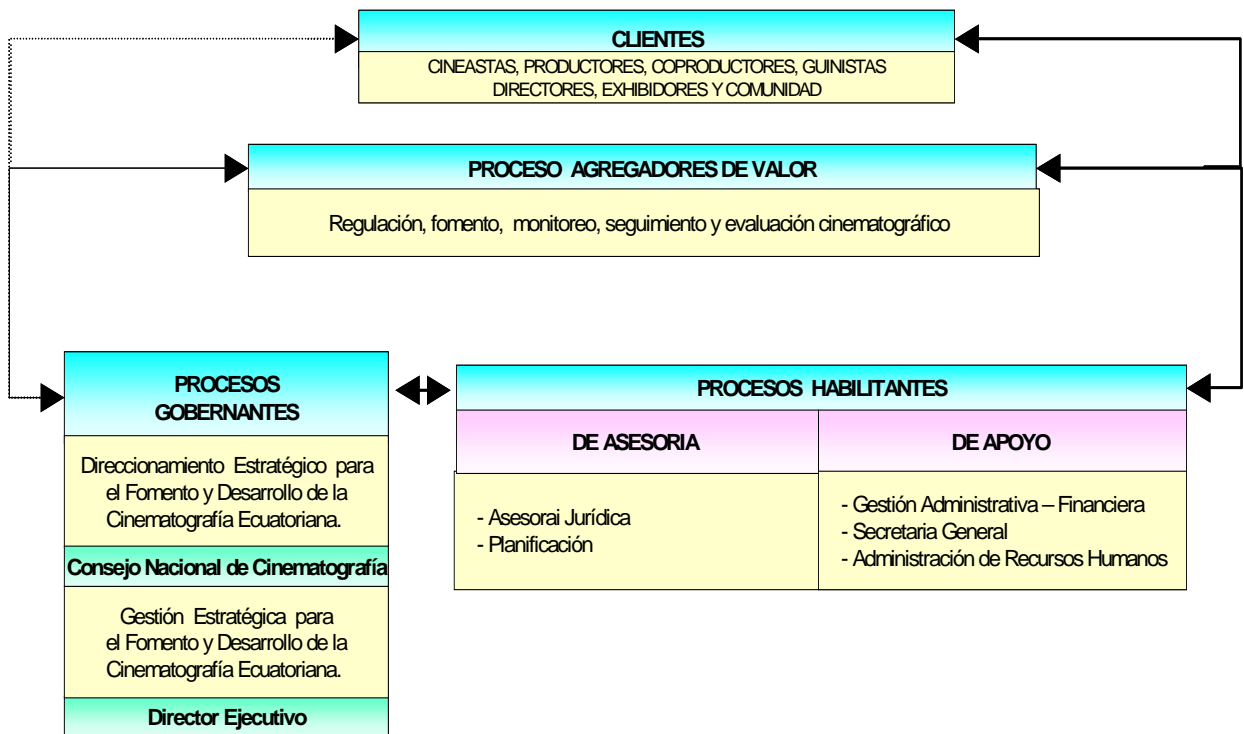 CLIENTES
CINEASTAS, PRODUCTORES, COPRODUCTORES, GUINISTAS
DIRECTORES, EXHIBIDORES Y COMUNIDAD
PROCESO AGREGADORES DE VALOR
Regulación, fomento, monitoreo, seguimiento y evaluación cinematográfico
PROCESOS
GOBERNANTES
Direccionamiento Estratégico para
el Fomento y Desarrollo de la
Cinematografía Ecuatoriana.
Consejo Nacional de Cinematografía
Gestión Estratégica para
el Fomento y Desarrollo de la
Cinematografía Ecuatoriana.
Director Ejecutivo
PROCESOS HABILITANTES
DE ASESORIA
- Asesorai Jurídica
- Planificación
DE APOYO
- Gestión Administrativa – Financiera
- Secretaria General
- Administración de Recursos Humanos